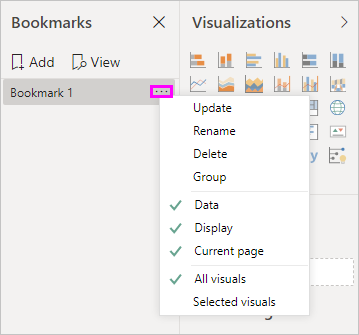 Bookmarks
Visualizations
Add
View
Bookmark 1
Update
Rename
Delete
Group
Data
Display
Current page
All visuals
Selected visuals